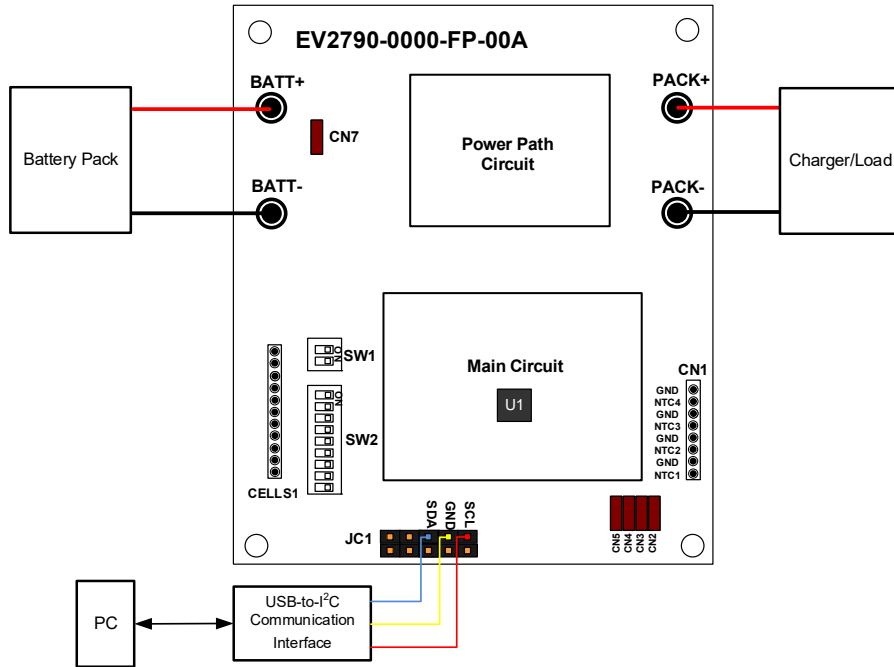 EV2790-0000-FP-00A
BATT+
PACK+
CN7
Battery Pack
Power Path
Circuit
Charger/Load
BATT-
PACK-
SW1
ON
Main Circuit
CN1
U1
GND
NTC4
GND
NTC3
GND
NTC2
GND
NTC1
ON
SW2
CELLS1
SDA
GND
SCL
JC1
CN5
CN4
CN3
CN2
PC
USB-to-I²C
Communication
Interface